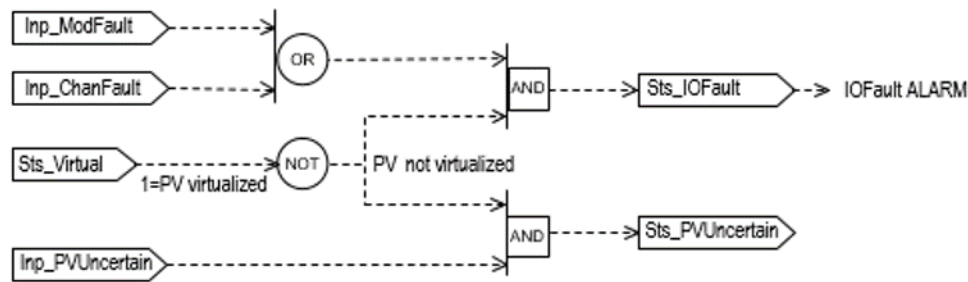 Inp_ModFault
OR
Inp_ChanFault
AND
Sts_IOFault
IOFault ALARM
Sts_Virtual
1=PV virtualized
NOT
PV not virtualized
AND
Sts_PVUncertain
Inp_PVUncertain